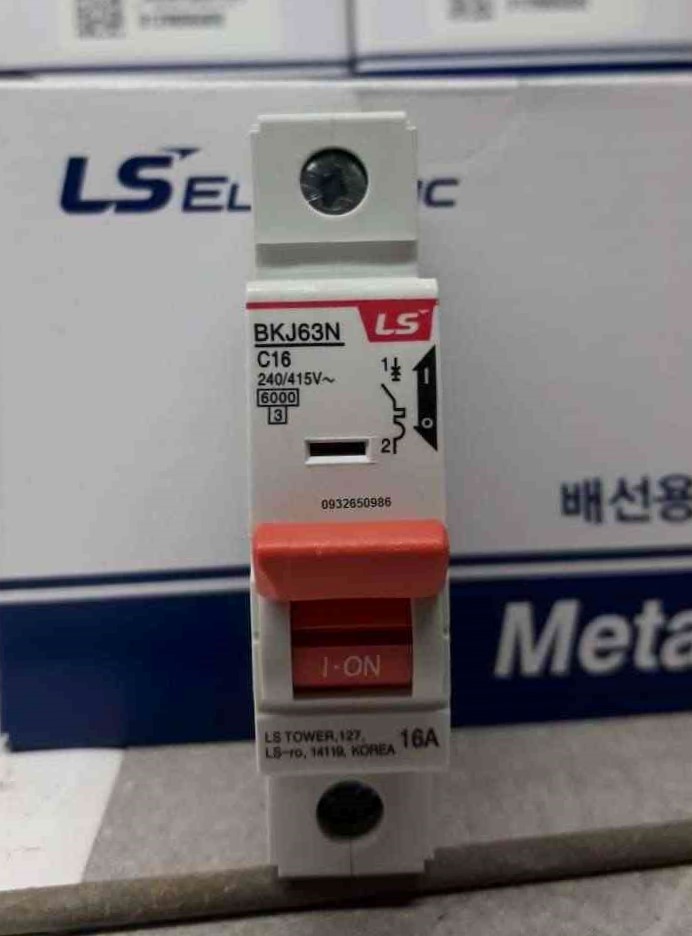 LS
BKJ63N
C16
240/415V~
6000
3
1
2
I
O
0932650986
I·ON
LS TOWER,127,
LS-ro, 14119, KOREA
16A
LS
배선용
Meta